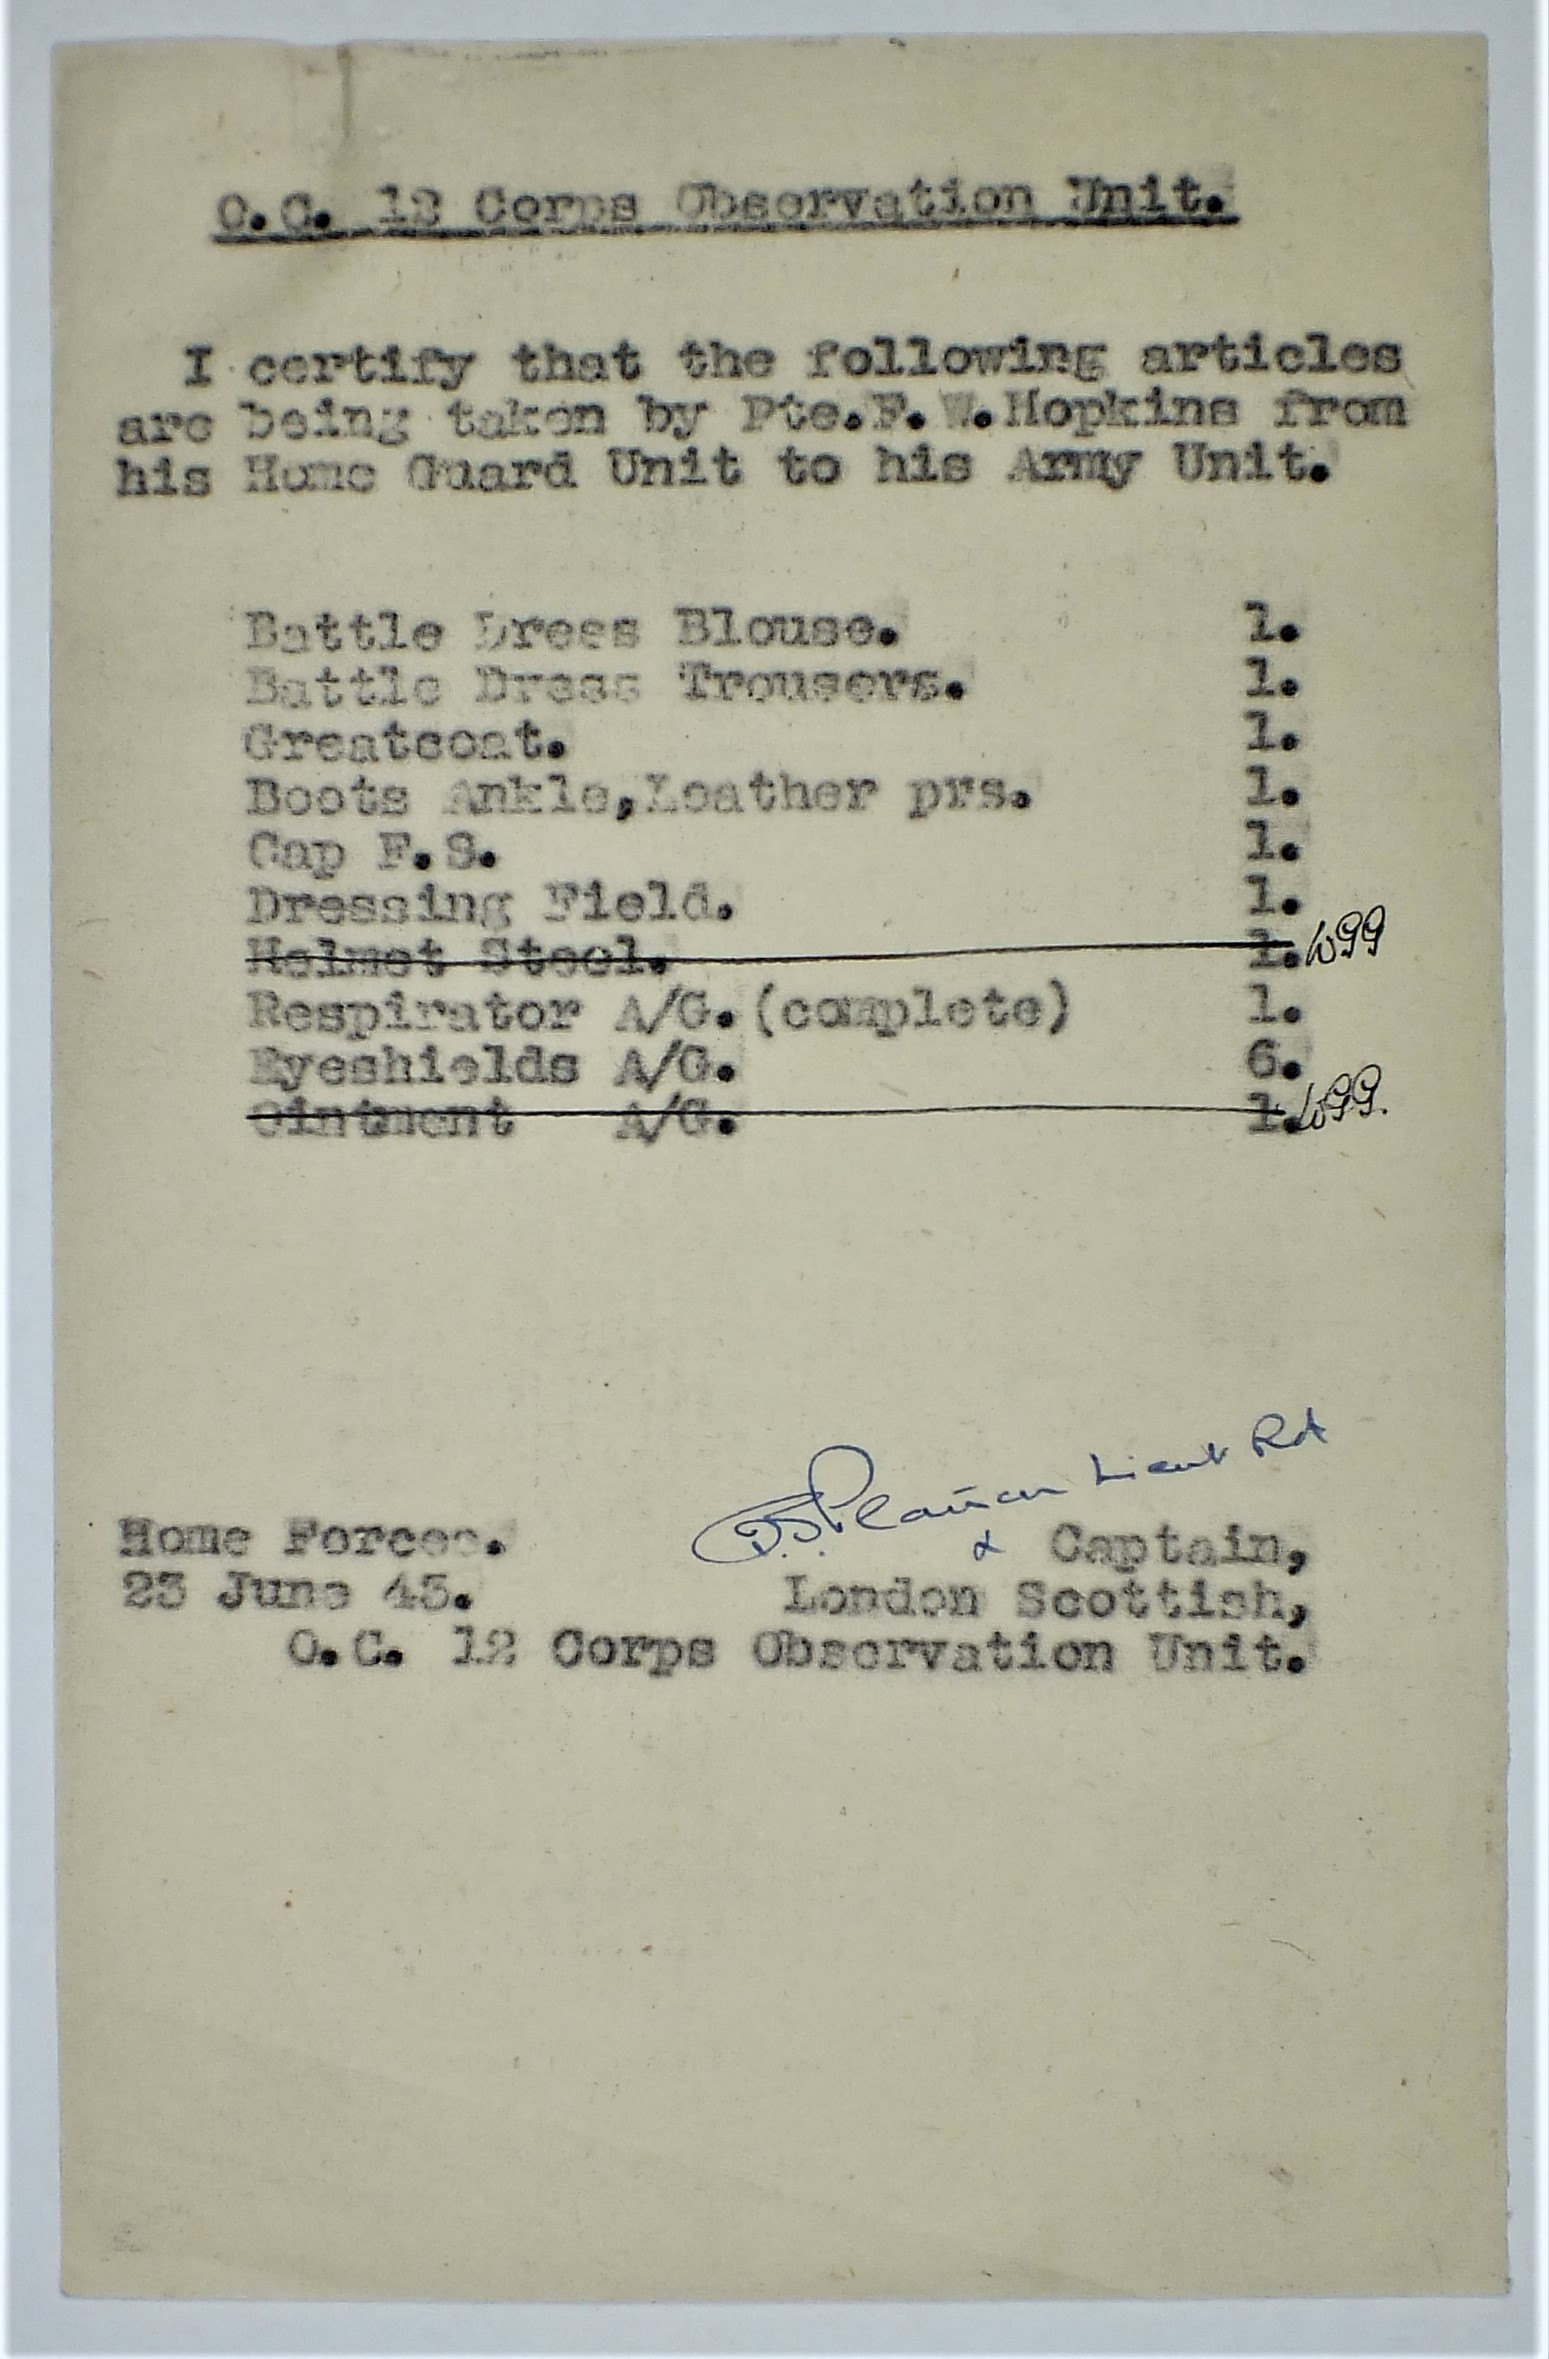 O.C. 12 Corps Observation Unit.
I certify that the following articles
are being taken by Pte.F.W.Hopkins from
his Home Guard Unit to his Army Unit.
Battle Dress Blouse. 1.
Battle Dress Trousers. 1.
Greatcoat. 1.
Boots Ankle,Leather prs. 1.
Cap F.S. 1.
Dressing Field. 1.
Helmet Steel. 1.
Respirator A/G.(complete) 1.
Eyeshields A/G. 6.
Ointment A/G. 1.
Lieut RA
Home Forces. Captain,
23 June 43. London Scottish,
O.C. 12 Corps Observation Unit.